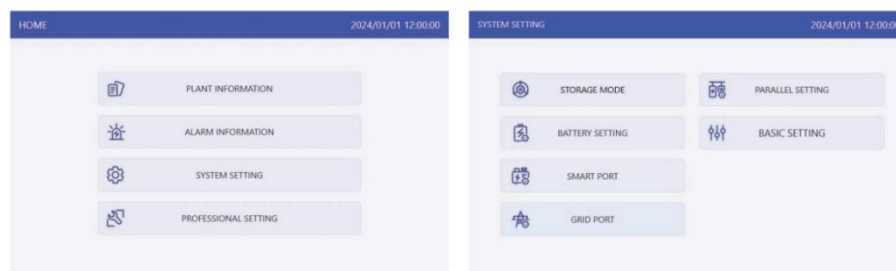 HOME 2024/01/01 12:00:00
PLANT INFORMATION
ALARM INFORMATION
SYSTEM SETTING
PROFESSIONAL SETTING
SYSTEM SETTING 2024/01/01 12:00:00
STORAGE MODE PARALLEL SETTING
BATTERY SETTING BASIC SETTING
SMART PORT
GRID PORT